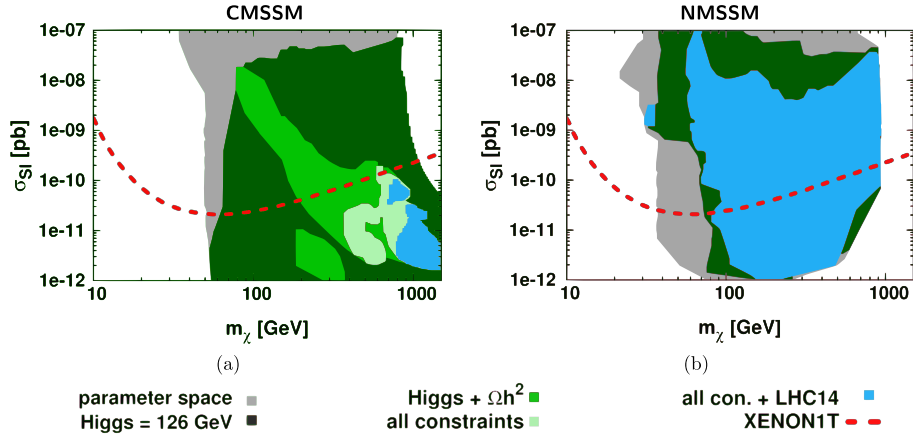 CMSSM
NMSSM
1e-07
1e-08
1e-09
1e-10
1e-11
1e-12
σSI [pb]
10
100
1000
mχ [GeV]
(a)
1e-07
1e-08
1e-09
1e-10
1e-11
1e-12
σSI [pb]
10
100
1000
mχ [GeV]
(b)
parameter space
Higgs = 126 GeV
Higgs + Ωh²
all constraints
all con. + LHC14
XENON1T